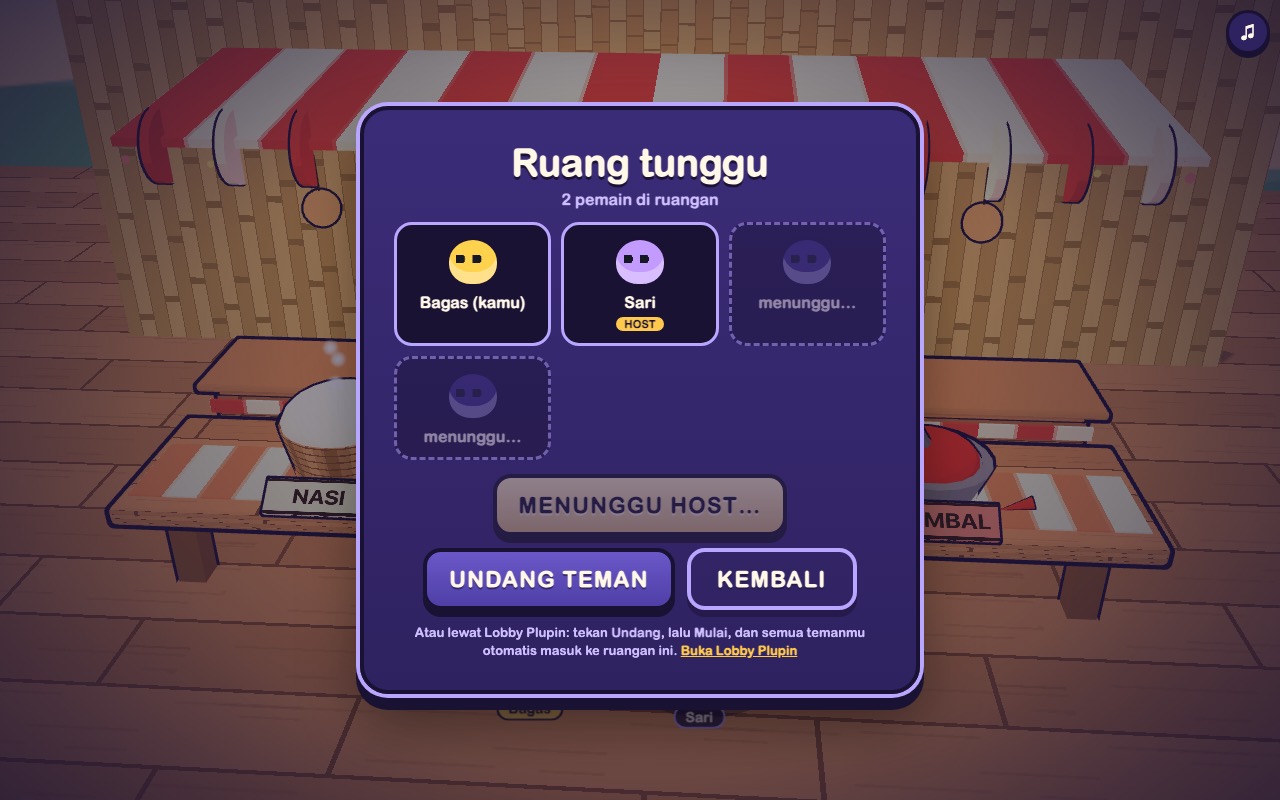 Ruang tunggu
2 pemain di ruangan
Bagas (kamu)
Sari
HOST
menunggu...
menunggu...
NASI
MBAL
MENUNGGU HOST...
UNDANG TEMAN
KEMBALI
Atau lewat Lobby Plupin: tekan Undang, lalu Mulai, dan semua temanmu
otomatis masuk ke ruangan ini. Buka Lobby Plupin
Bagas
Sari